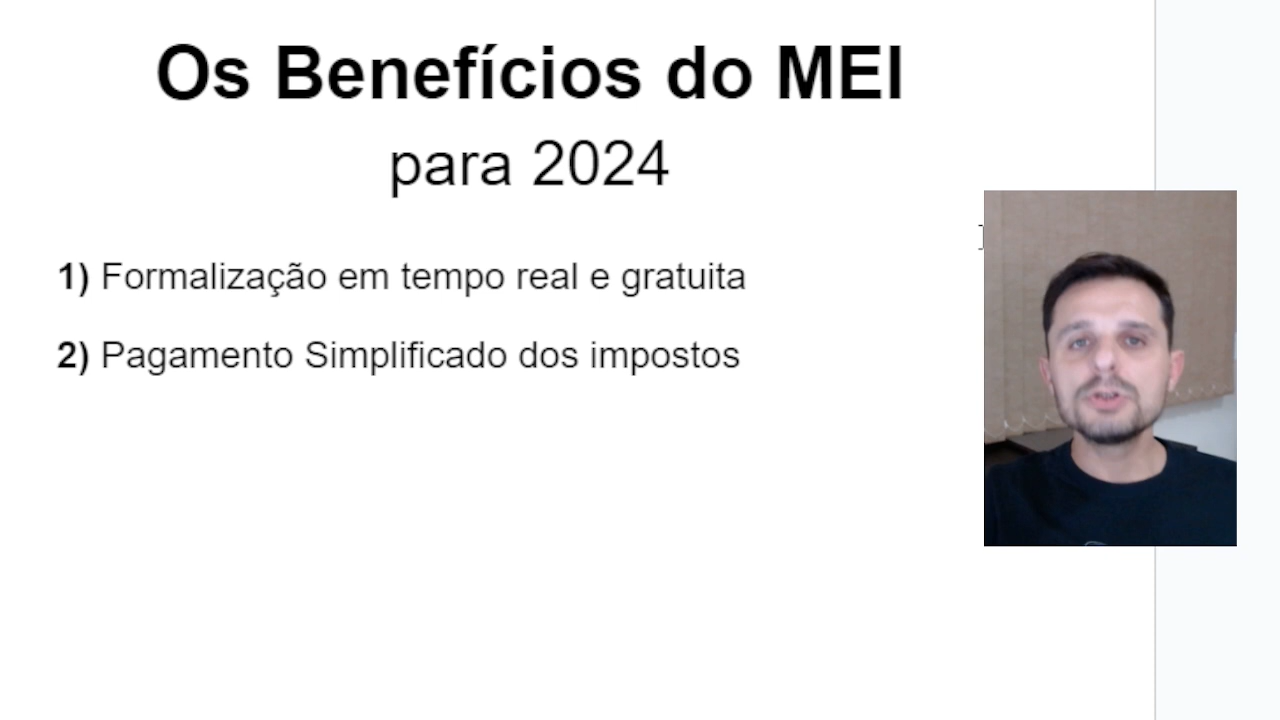 Os Benefícios do MEI
para 2024
1) Formalização em tempo real e gratuita
2) Pagamento Simplificado dos impostos